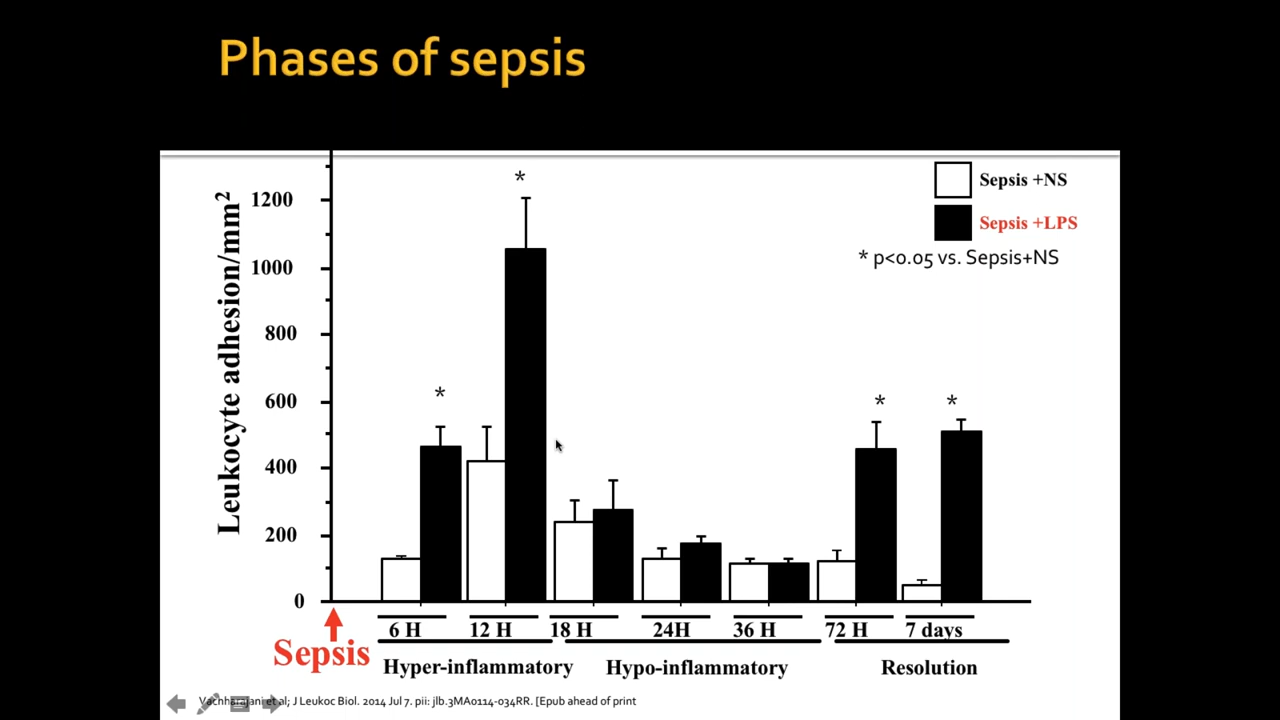 Phases of sepsis
Leukocyte adhesion/mm2
1200
1000
800
600
400
200
0
*
*
*
*
Sepsis +NS
Sepsis +LPS
* p<0.05 vs. Sepsis+NS
6 H 12 H 18 H 24H 36 H 72 H 7 days
Sepsis
Hyper-inflammatory Hypo-inflammatory Resolution
Vachharajani et al; J Leukoc Biol. 2014 Jul 7. pii: jlb.3MA0114-034RR. [Epub ahead of print